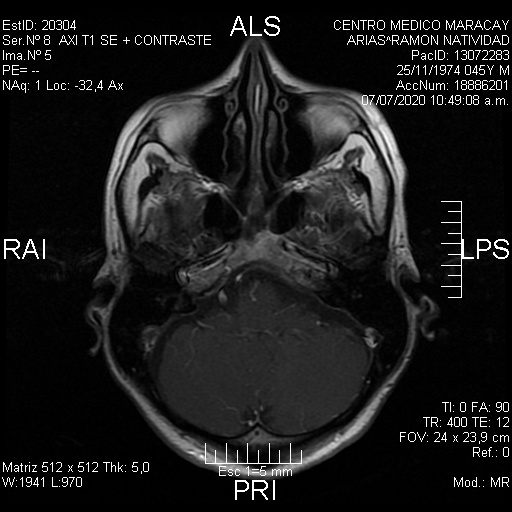 EstID: 20304
Ser.Nº 8 AXI T1 SE + CONTRASTE
Ima.Nº 5
PE= --
NAq: 1 Loc: -32,4 Ax
ALS
CENTRO MEDICO MARACAY
ARIAS^RAMON NATIVIDAD
PacID: 13072283
25/11/1974 045Y M
AccNum: 18886201
07/07/2020 10:49:08 a.m.
RAI
LPS
TI: 0 FA: 90
TR: 400 TE: 12
FOV: 24 x 23,9 cm
Ref.: 0
Matriz 512 x 512 Thk: 5,0
W:1941 L:970
Esc 1=5 mm
PRI
Mod.: MR